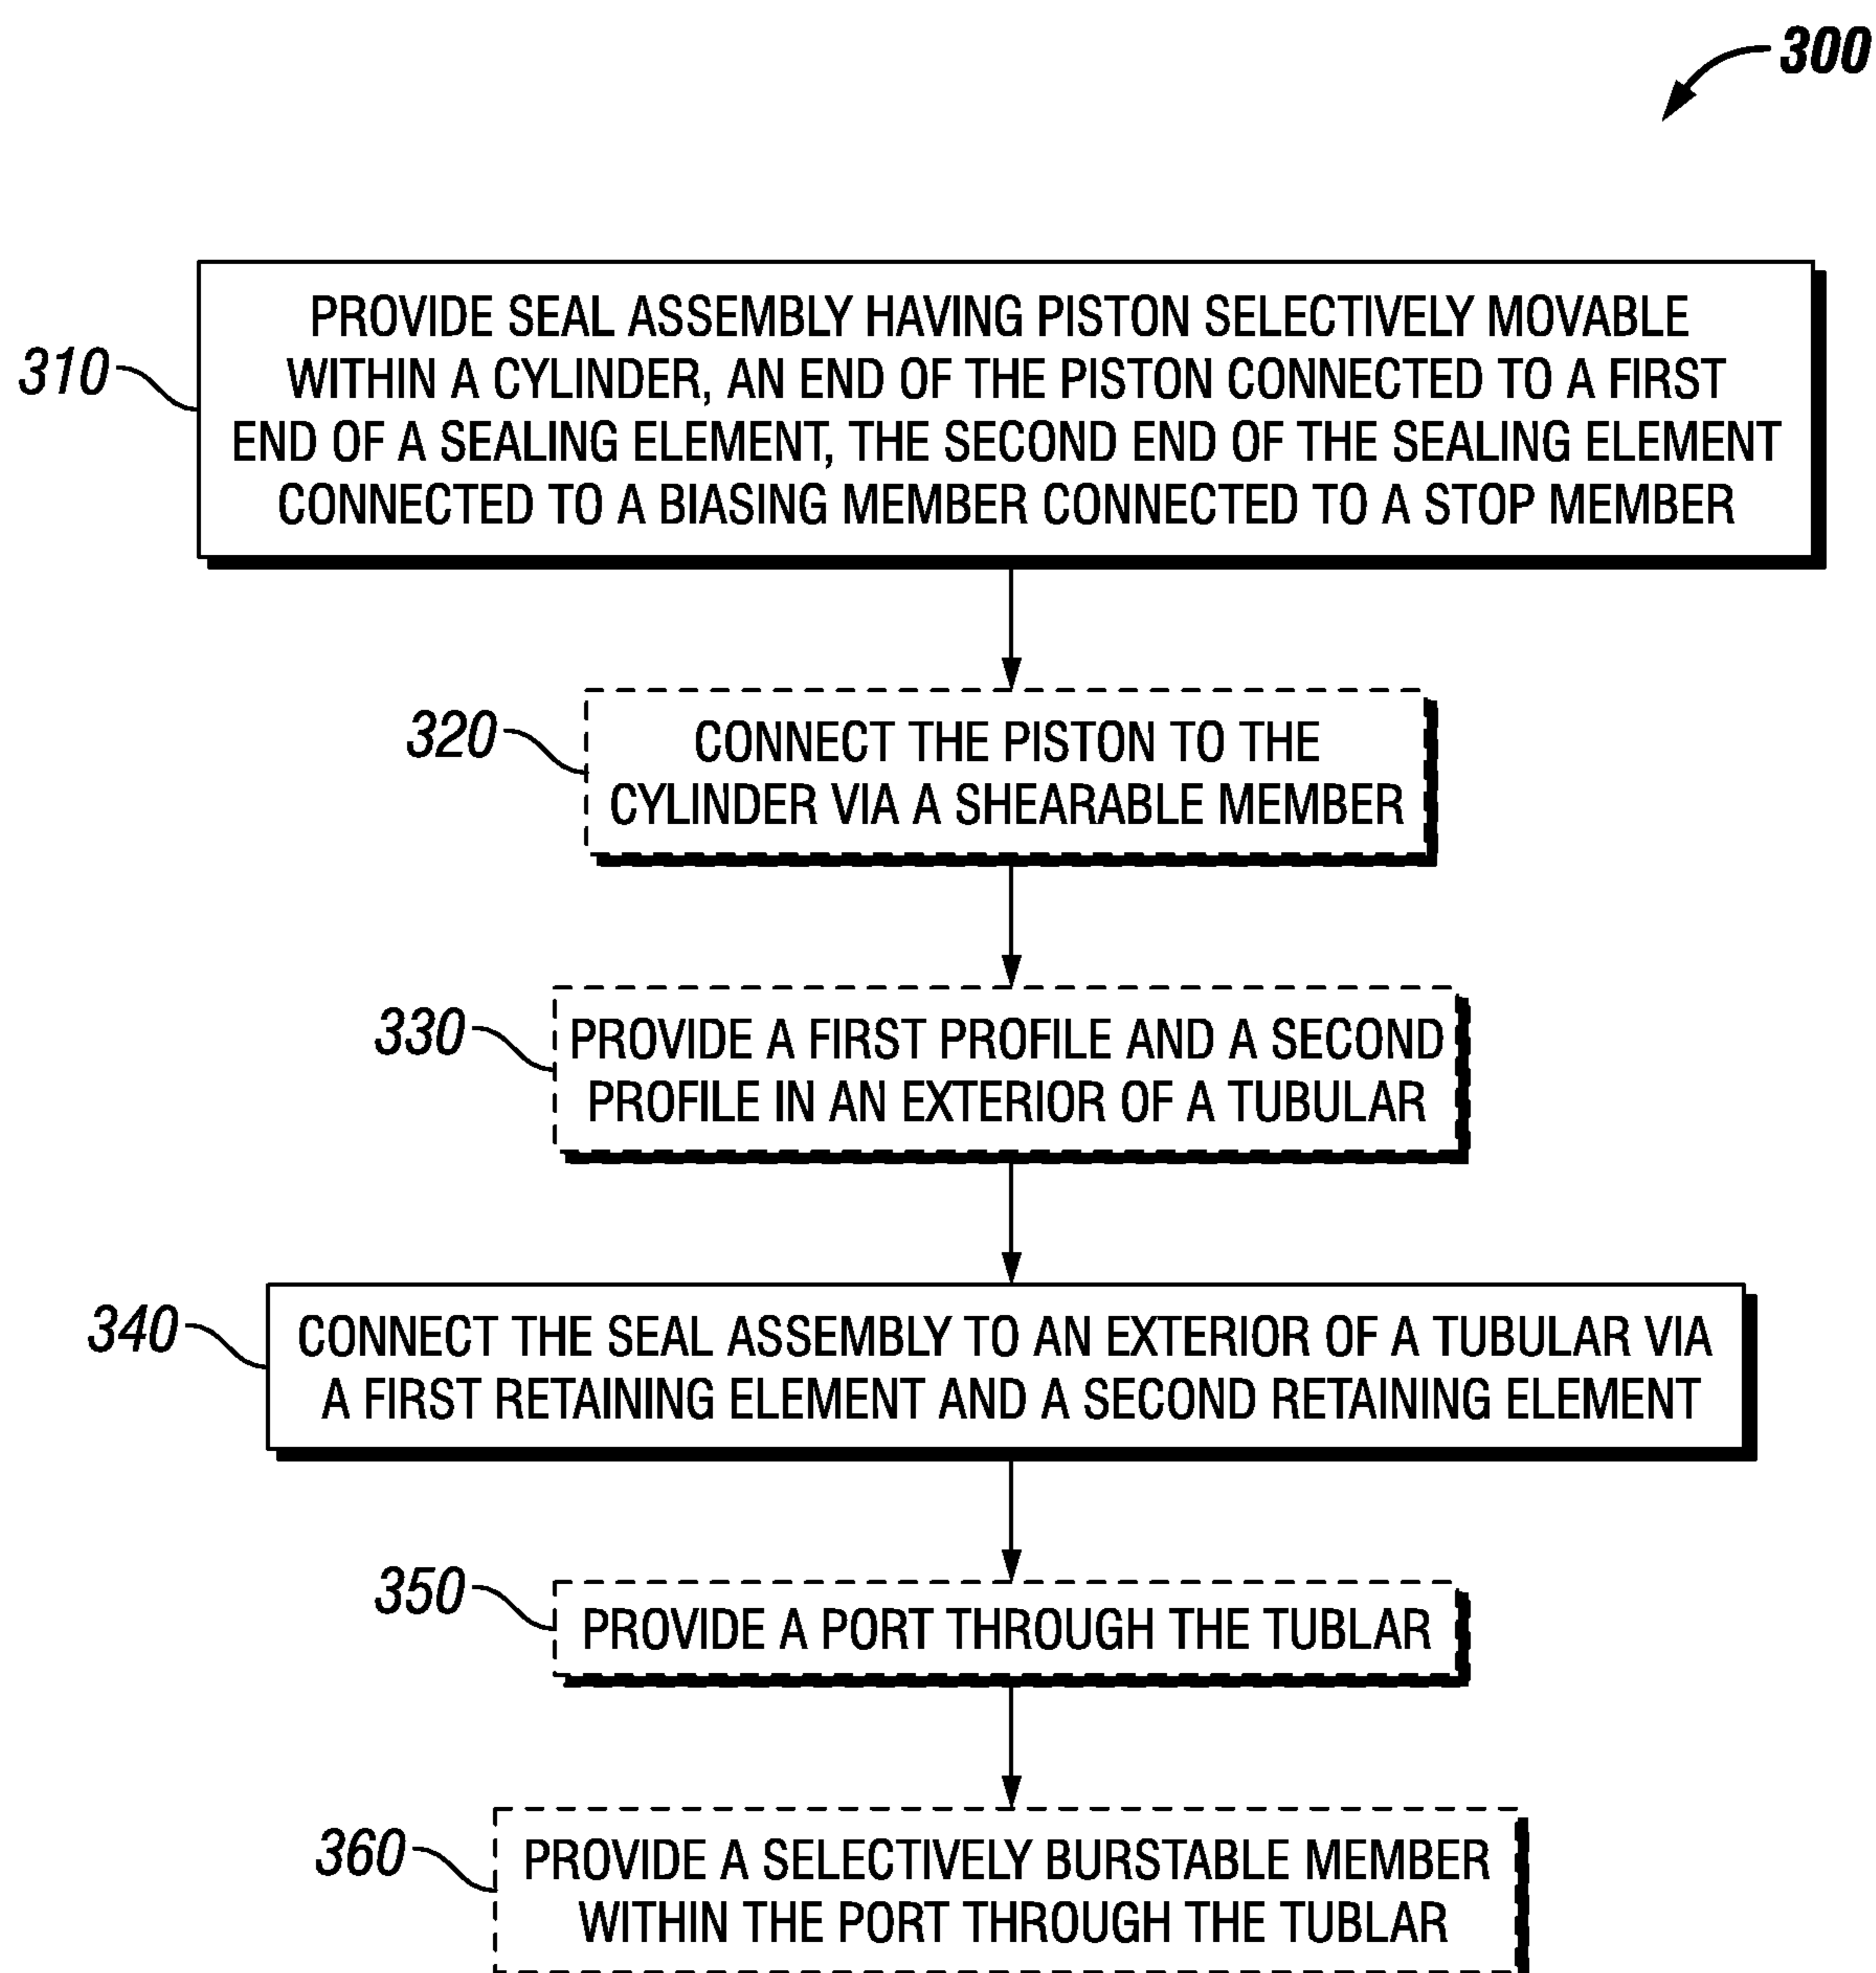 300
310
PROVIDE SEAL ASSEMBLY HAVING PISTON SELECTIVELY MOVABLE
WITHIN A CYLINDER, AN END OF THE PISTON CONNECTED TO A FIRST
END OF A SEALING ELEMENT, THE SECOND END OF THE SEALING ELEMENT
CONNECTED TO A BIASING MEMBER CONNECTED TO A STOP MEMBER
320
CONNECT THE PISTON TO THE
CYLINDER VIA A SHEARABLE MEMBER
330
PROVIDE A FIRST PROFILE AND A SECOND
PROFILE IN AN EXTERIOR OF A TUBULAR
340
CONNECT THE SEAL ASSEMBLY TO AN EXTERIOR OF A TUBULAR VIA
A FIRST RETAINING ELEMENT AND A SECOND RETAINING ELEMENT
350
PROVIDE A PORT THROUGH THE TUBLAR
360
PROVIDE A SELECTIVELY BURSTABLE MEMBER
WITHIN THE PORT THROUGH THE TUBLAR